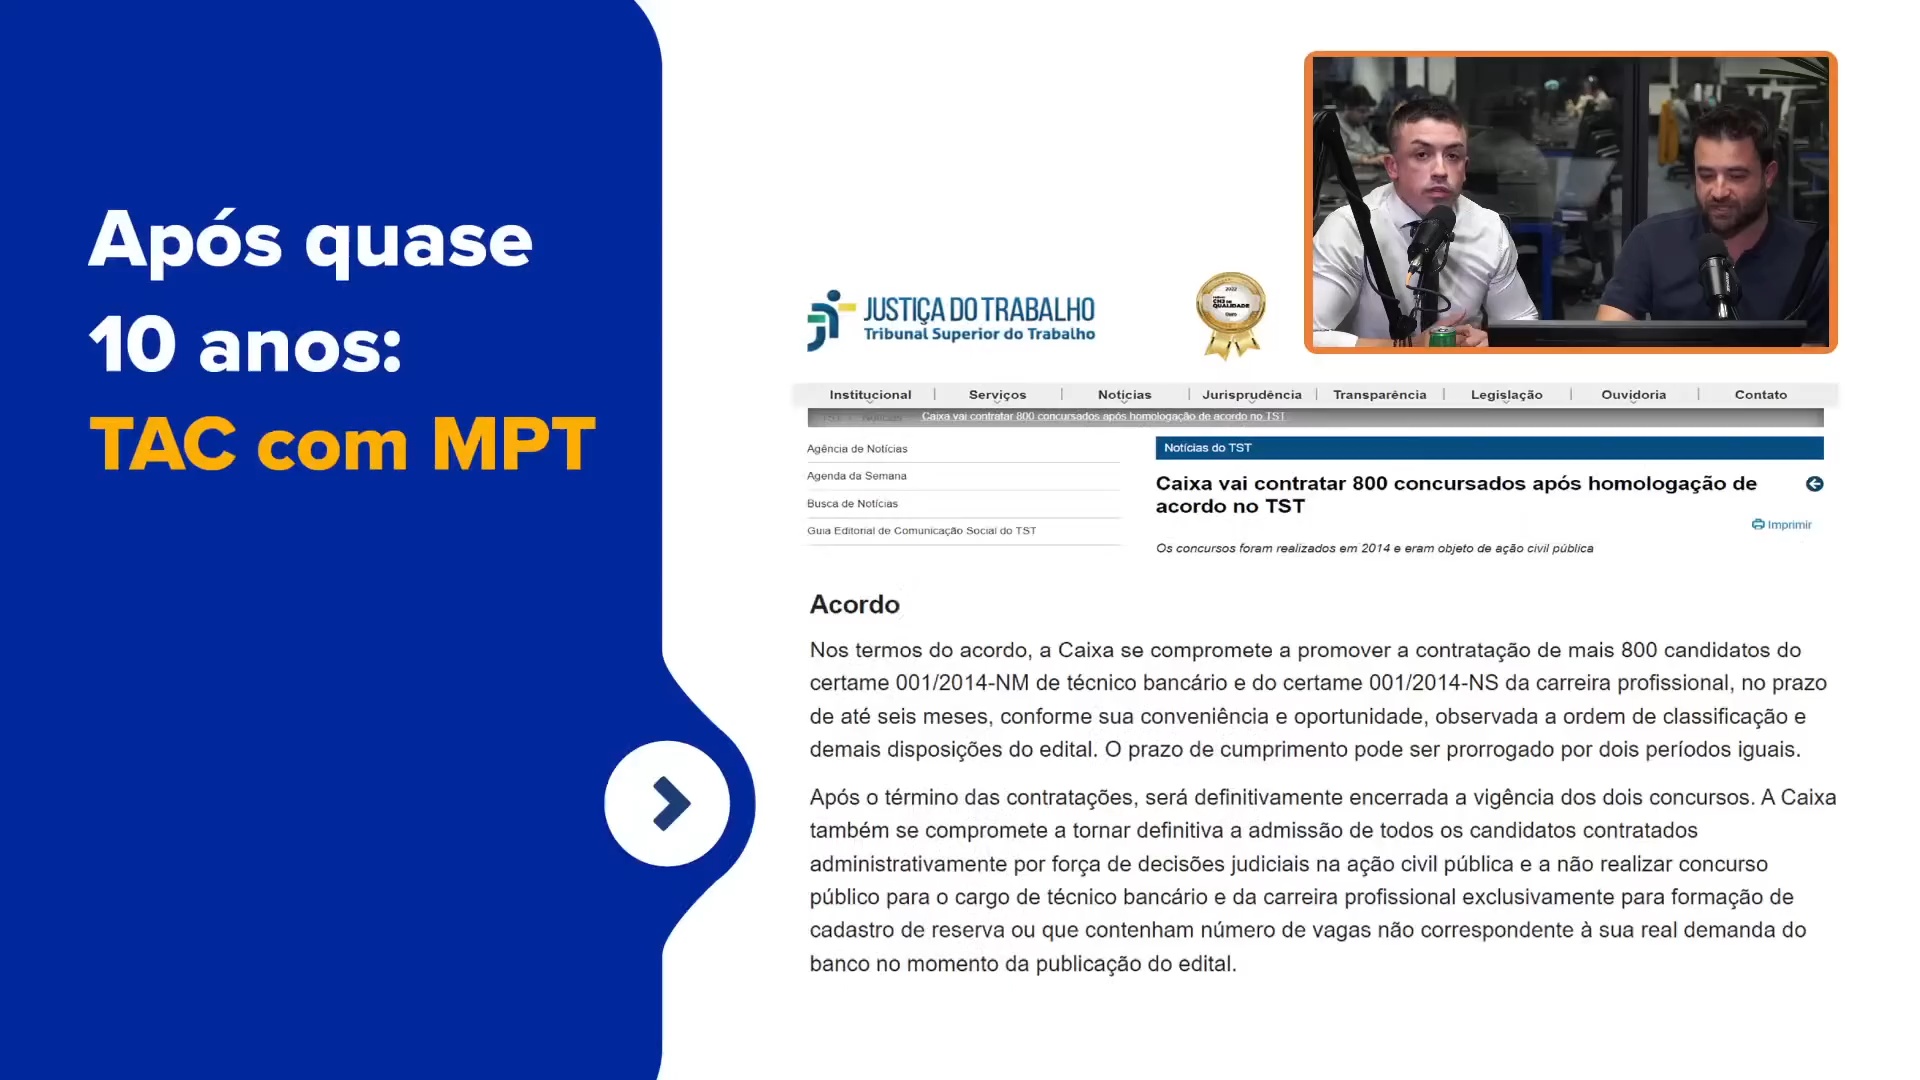 Após quase
10 anos:
TAC com MPT
JUSTIÇA DO TRABALHO
Tribunal Superior do Trabalho
2022
CNJ DE
QUALIDADE
Ouro
Institucional | Serviços | Notícias | Jurisprudência | Transparência | Legislação | Ouvidoria | Contato
Caixa vai contratar 800 concursados após homologação de acordo no TST
Agência de Notícias
Agenda da Semana
Busca de Notícias
Guia Editorial de Comunicação Social do TST
Notícias do TST
Caixa vai contratar 800 concursados após homologação de
acordo no TST
Imprimir
Os concursos foram realizados em 2014 e eram objeto de ação civil pública
Acordo
Nos termos do acordo, a Caixa se compromete a promover a contratação de mais 800 candidatos do
certame 001/2014-NM de técnico bancário e do certame 001/2014-NS da carreira profissional, no prazo
de até seis meses, conforme sua conveniência e oportunidade, observada a ordem de classificação e
demais disposições do edital. O prazo de cumprimento pode ser prorrogado por dois períodos iguais.
Após o término das contratações, será definitivamente encerrada a vigência dos dois concursos. A Caixa
também se compromete a tornar definitiva a admissão de todos os candidatos contratados
administrativamente por força de decisões judiciais na ação civil pública e a não realizar concurso
público para o cargo de técnico bancário e da carreira profissional exclusivamente para formação de
cadastro de reserva ou que contenham número de vagas não correspondente à sua real demanda do
banco no momento da publicação do edital.